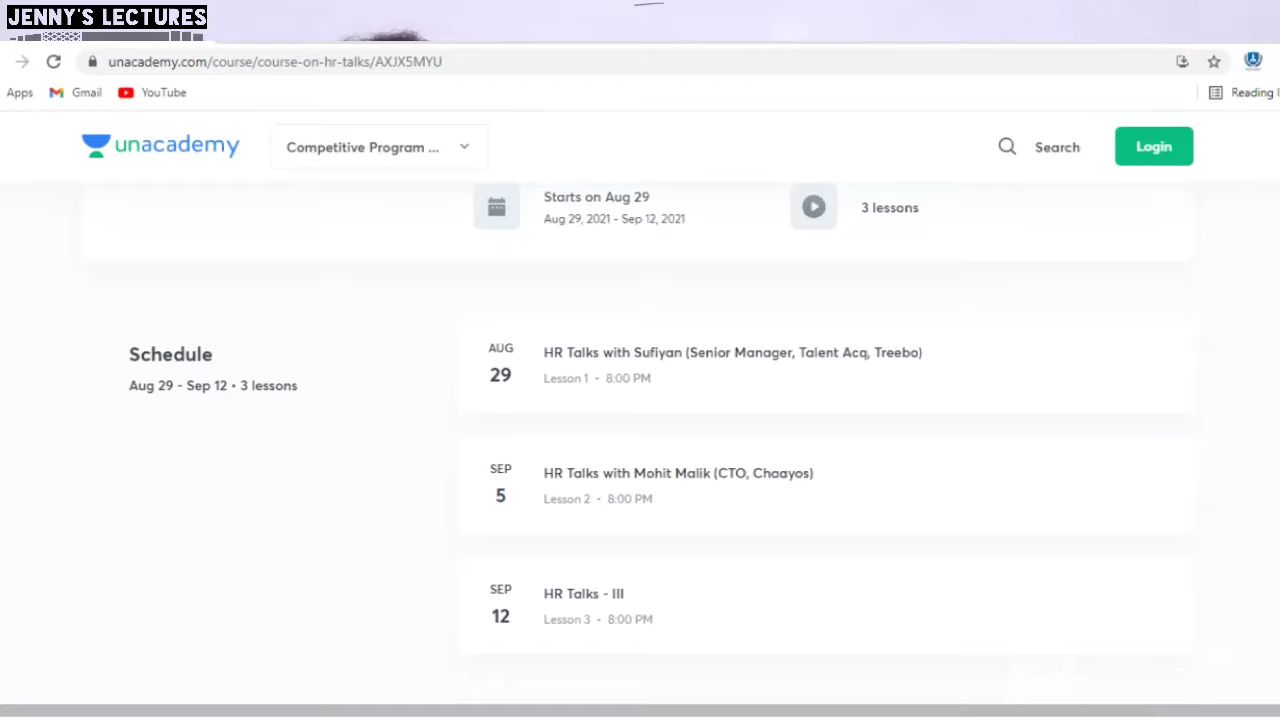 JENNY'S LECTURES
unacademy.com/course/course-on-hr-talks/AXJX5MYU
Apps Gmail YouTube Reading
unacademy Competitive Program ... Search Login
Starts on Aug 29
Aug 29, 2021 - Sep 12, 2021
3 lessons
Schedule
Aug 29 - Sep 12 • 3 lessons
AUG
29
HR Talks with Sufiyan (Senior Manager, Talent Acq, Treebo)
Lesson 1 • 8:00 PM
SEP
5
HR Talks with Mohit Malik (CTO, Chaayos)
Lesson 2 • 8:00 PM
SEP
12
HR Talks - III
Lesson 3 • 8:00 PM